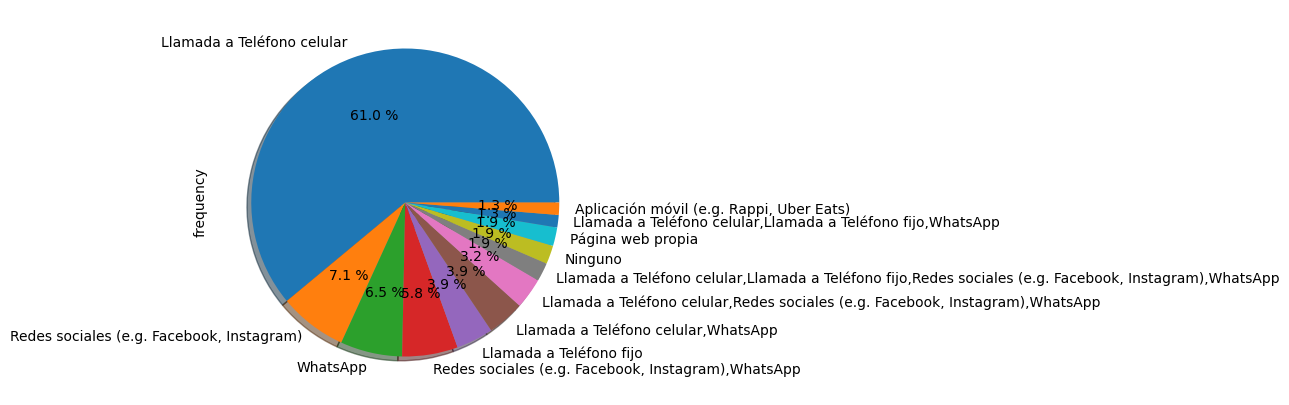 Llamada a Teléfono celular
61.0 %
frequency
1.3 %
Aplicación móvil (e.g. Rappi, Uber Eats)
1.3 %
Llamada a Teléfono celular,Llamada a Teléfono fijo,WhatsApp
1.9 %
Página web propia
1.9 %
Ninguno
1.9 %
Llamada a Teléfono celular,Llamada a Teléfono fijo,Redes sociales (e.g. Facebook, Instagram),WhatsApp
3.2 %
Llamada a Teléfono celular,Redes sociales (e.g. Facebook, Instagram),WhatsApp
3.9 %
Llamada a Teléfono celular,WhatsApp
3.9 %
Llamada a Teléfono fijo
5.8 %
Redes sociales (e.g. Facebook, Instagram),WhatsApp
6.5 %
WhatsApp
7.1 %
Redes sociales (e.g. Facebook, Instagram)